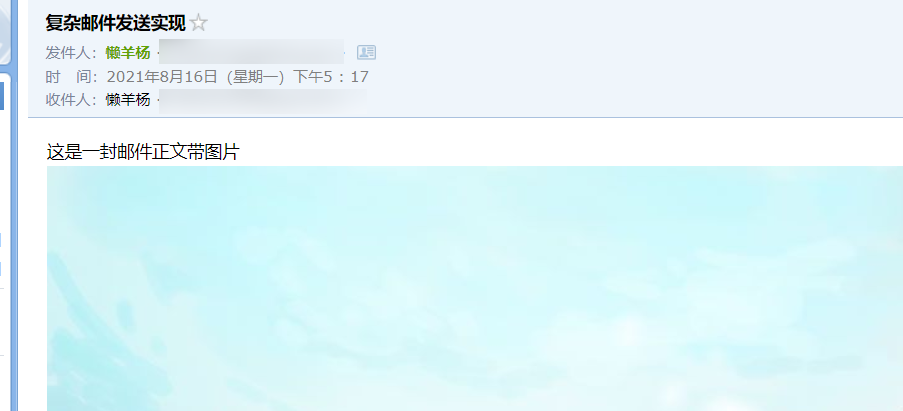 复杂邮件发送实现
发件人：懒羊杨
时　间：2021年8月16日（星期一）下午5：17
收件人：懒羊杨
这是一封邮件正文带图片